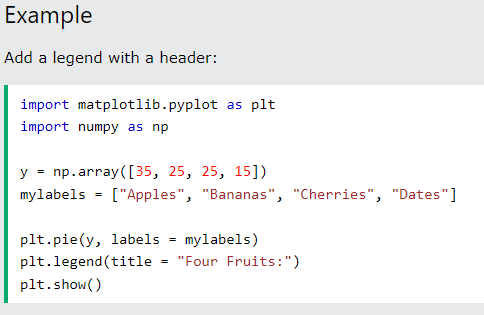 Example
Add a legend with a header:
import matplotlib.pyplot as plt
import numpy as np
y = np.array([35, 25, 25, 15])
mylabels = ["Apples", "Bananas", "Cherries", "Dates"]
plt.pie(y, labels = mylabels)
plt.legend(title = "Four Fruits:")
plt.show()